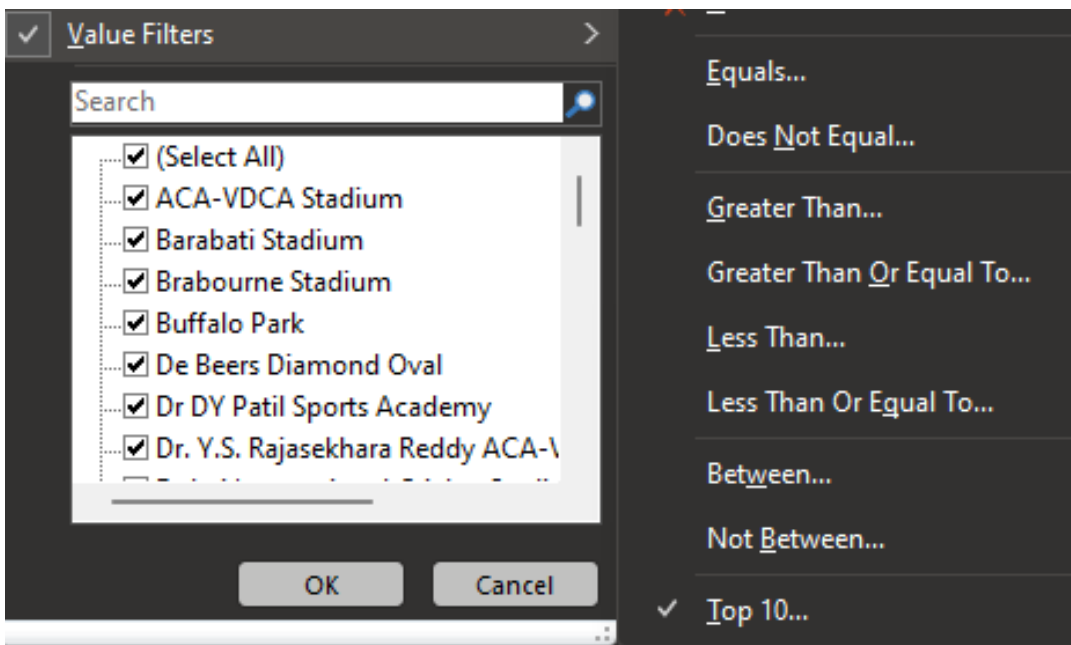 Value Filters
Search
(Select All)
ACA-VDCA Stadium
Barabati Stadium
Brabourne Stadium
Buffalo Park
De Beers Diamond Oval
Dr DY Patil Sports Academy
Dr. Y.S. Rajasekhara Reddy ACA-V
OK
Cancel
Equals...
Does Not Equal...
Greater Than...
Greater Than Or Equal To...
Less Than...
Less Than Or Equal To...
Between...
Not Between...
Top 10...